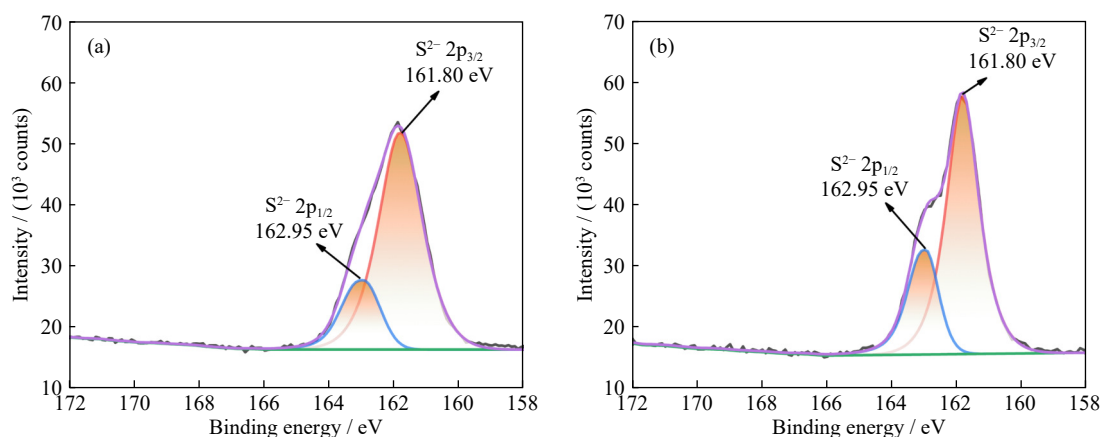 (a)
S²⁻ 2p₃/₂
161.80 eV
S²⁻ 2p₁/₂
162.95 eV
Intensity / (10³ counts)
70
60
50
40
30
20
10
172 170 168 166 164 162 160 158
Binding energy / eV
(b)
S²⁻ 2p₃/₂
161.80 eV
S²⁻ 2p₁/₂
162.95 eV
Intensity / (10³ counts)
70
60
50
40
30
20
10
172 170 168 166 164 162 160 158
Binding energy / eV